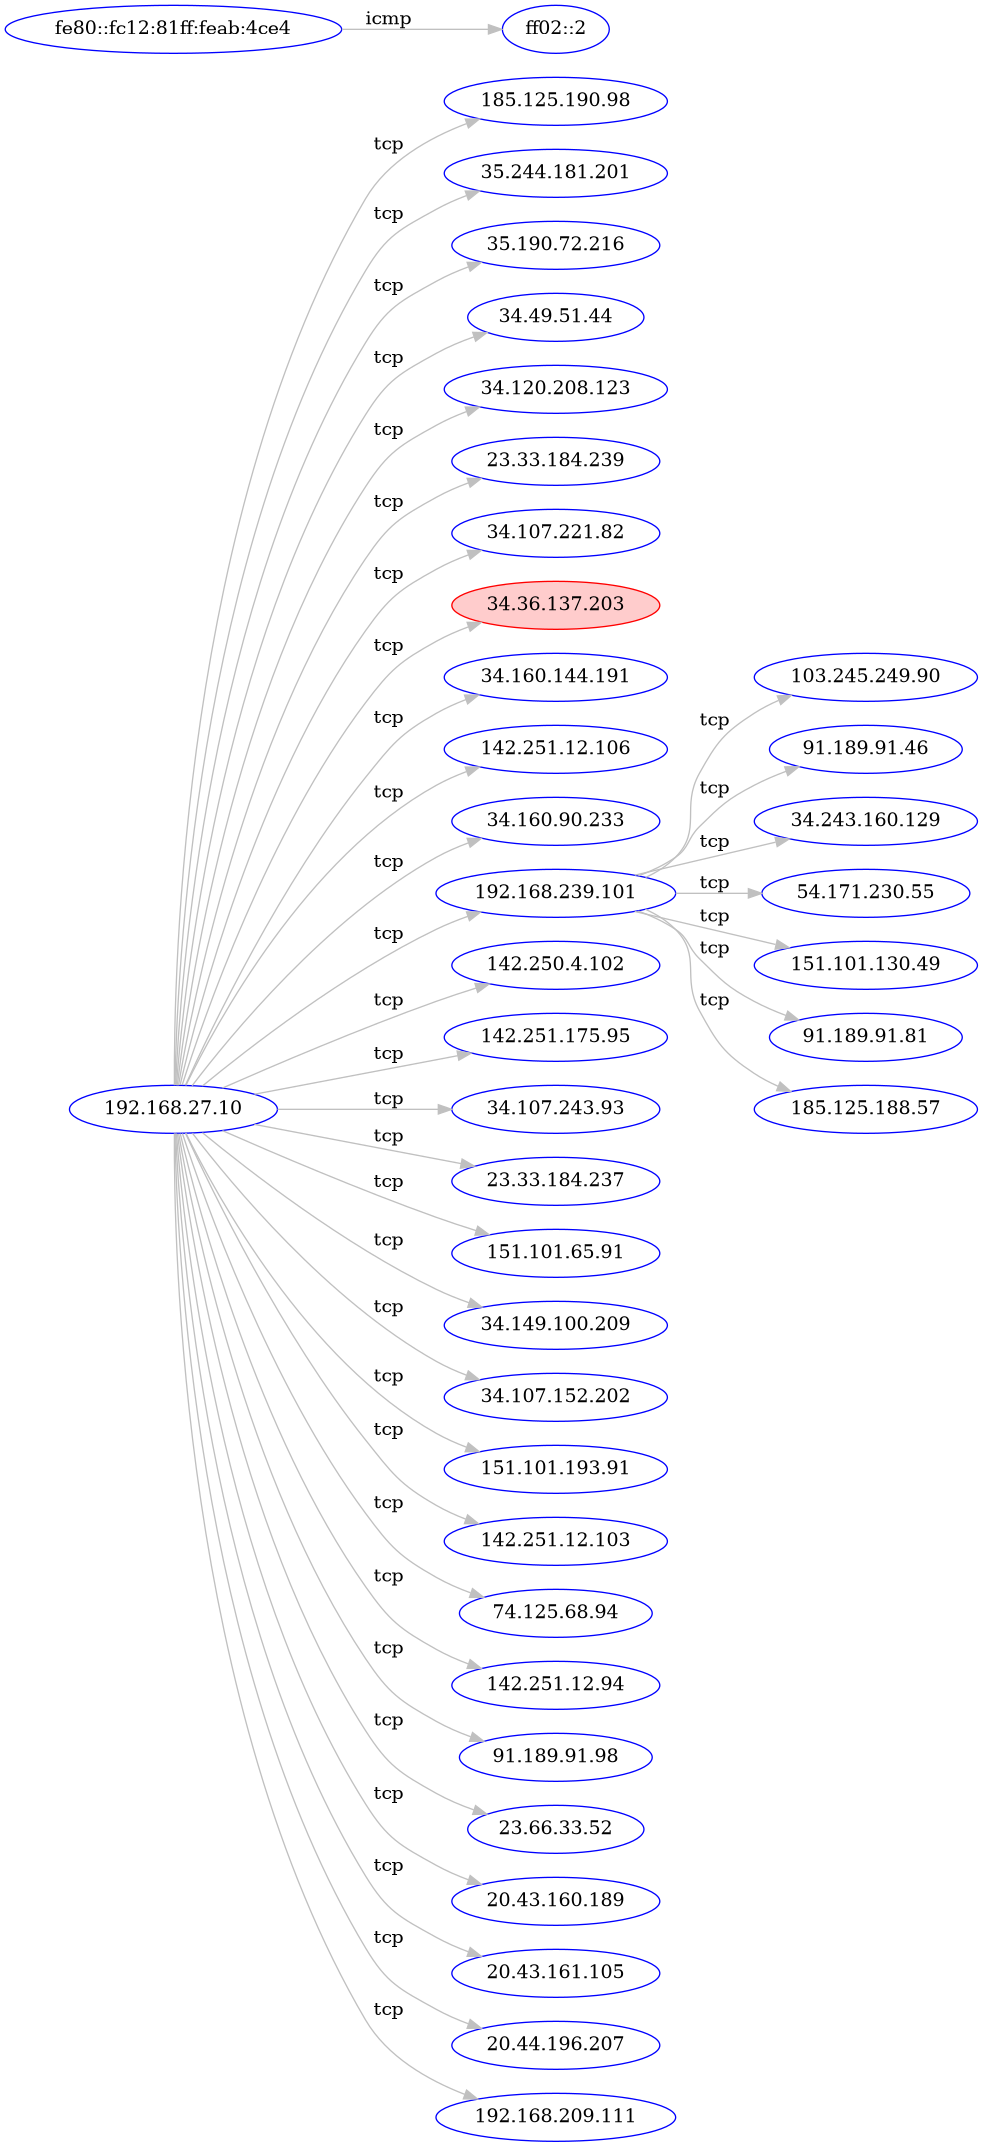 fe80::fc12:81ff:feab:4ce4
icmp
ff02::2
185.125.190.98
tcp
35.244.181.201
tcp
35.190.72.216
tcp
34.49.51.44
tcp
34.120.208.123
tcp
23.33.184.239
tcp
34.107.221.82
tcp
34.36.137.203
tcp
34.160.144.191
tcp
142.251.12.106
tcp
34.160.90.233
tcp
192.168.239.101
tcp
142.250.4.102
tcp
142.251.175.95
tcp
192.168.27.10
tcp
34.107.243.93
tcp
23.33.184.237
tcp
151.101.65.91
tcp
34.149.100.209
tcp
34.107.152.202
tcp
151.101.193.91
tcp
142.251.12.103
tcp
74.125.68.94
tcp
142.251.12.94
tcp
91.189.91.98
tcp
23.66.33.52
tcp
20.43.160.189
tcp
20.43.161.105
tcp
20.44.196.207
tcp
192.168.209.111
tcp
103.245.249.90
tcp
91.189.91.46
tcp
34.243.160.129
tcp
54.171.230.55
tcp
151.101.130.49
tcp
91.189.91.81
tcp
185.125.188.57
tcp